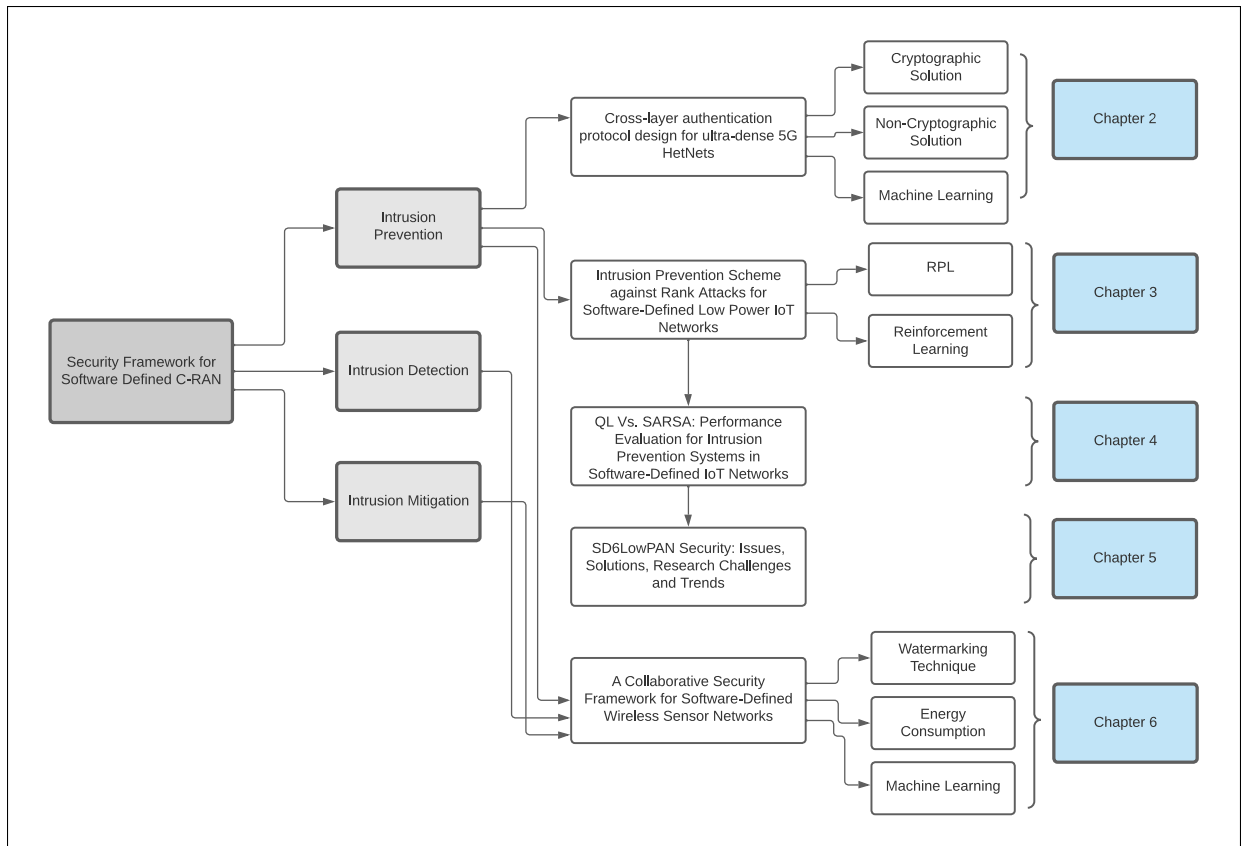 Security Framework for
Software Defined C-RAN
Intrusion
Prevention
Intrusion Detection
Intrusion Mitigation
Cross-layer authentication
protocol design for ultra-dense 5G
HetNets
Intrusion Prevention Scheme
against Rank Attacks for
Software-Defined Low Power IoT
Networks
QL Vs. SARSA: Performance
Evaluation for Intrusion
Prevention Systems in
Software-Defined IoT Networks
SD6LowPAN Security: Issues,
Solutions, Research Challenges
and Trends
A Collaborative Security
Framework for Software-Defined
Wireless Sensor Networks
Cryptographic
Solution
Non-Cryptographic
Solution
Machine Learning
RPL
Reinforcement
Learning
Watermarking
Technique
Energy
Consumption
Machine Learning
Chapter 2
Chapter 3
Chapter 4
Chapter 5
Chapter 6